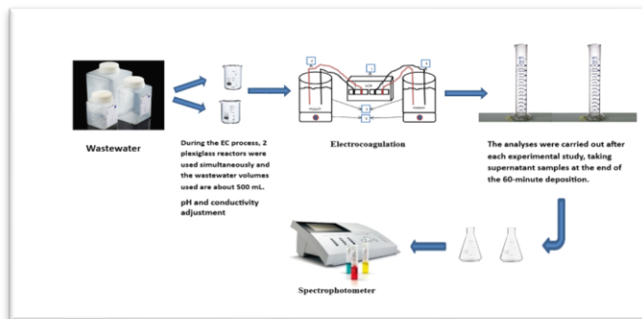 Wastewater
During the EC process, 2
plexiglass reactors were
used simultaneously and
the wastewater volumes
used are about 500 mL.
pH and conductivity
adjustment
Electrocoagulation
The analyses were carried out after
each experimental study, taking
supernatant samples at the end of
the 60-minute deposition.
Spectrophotometer